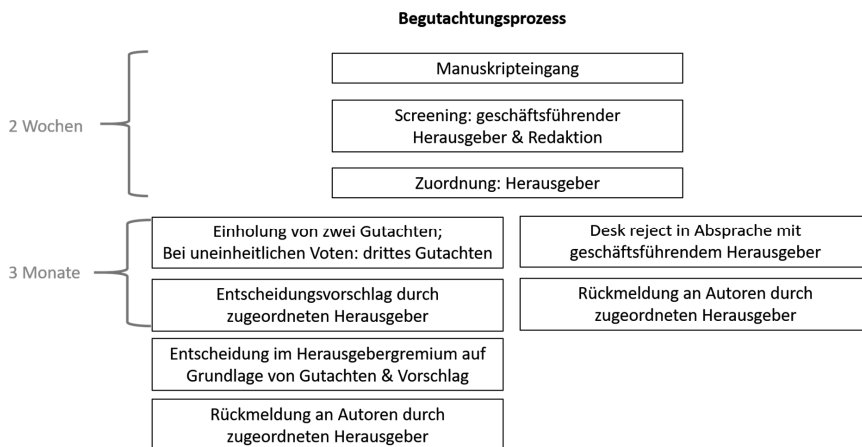 Begutachtungsprozess
2 Wochen
Manuskripteingang
Screening: geschäftsführender
Herausgeber & Redaktion
Zuordnung: Herausgeber
3 Monate
Einholung von zwei Gutachten;
Bei uneinheitlichen Voten: drittes Gutachten
Entscheidungsvorschlag durch
zugeordneten Herausgeber
Entscheidung im Herausgebergremium auf
Grundlage von Gutachten & Vorschlag
Rückmeldung an Autoren durch
zugeordneten Herausgeber
Desk reject in Absprache mit
geschäftsführendem Herausgeber
Rückmeldung an Autoren durch
zugeordneten Herausgeber